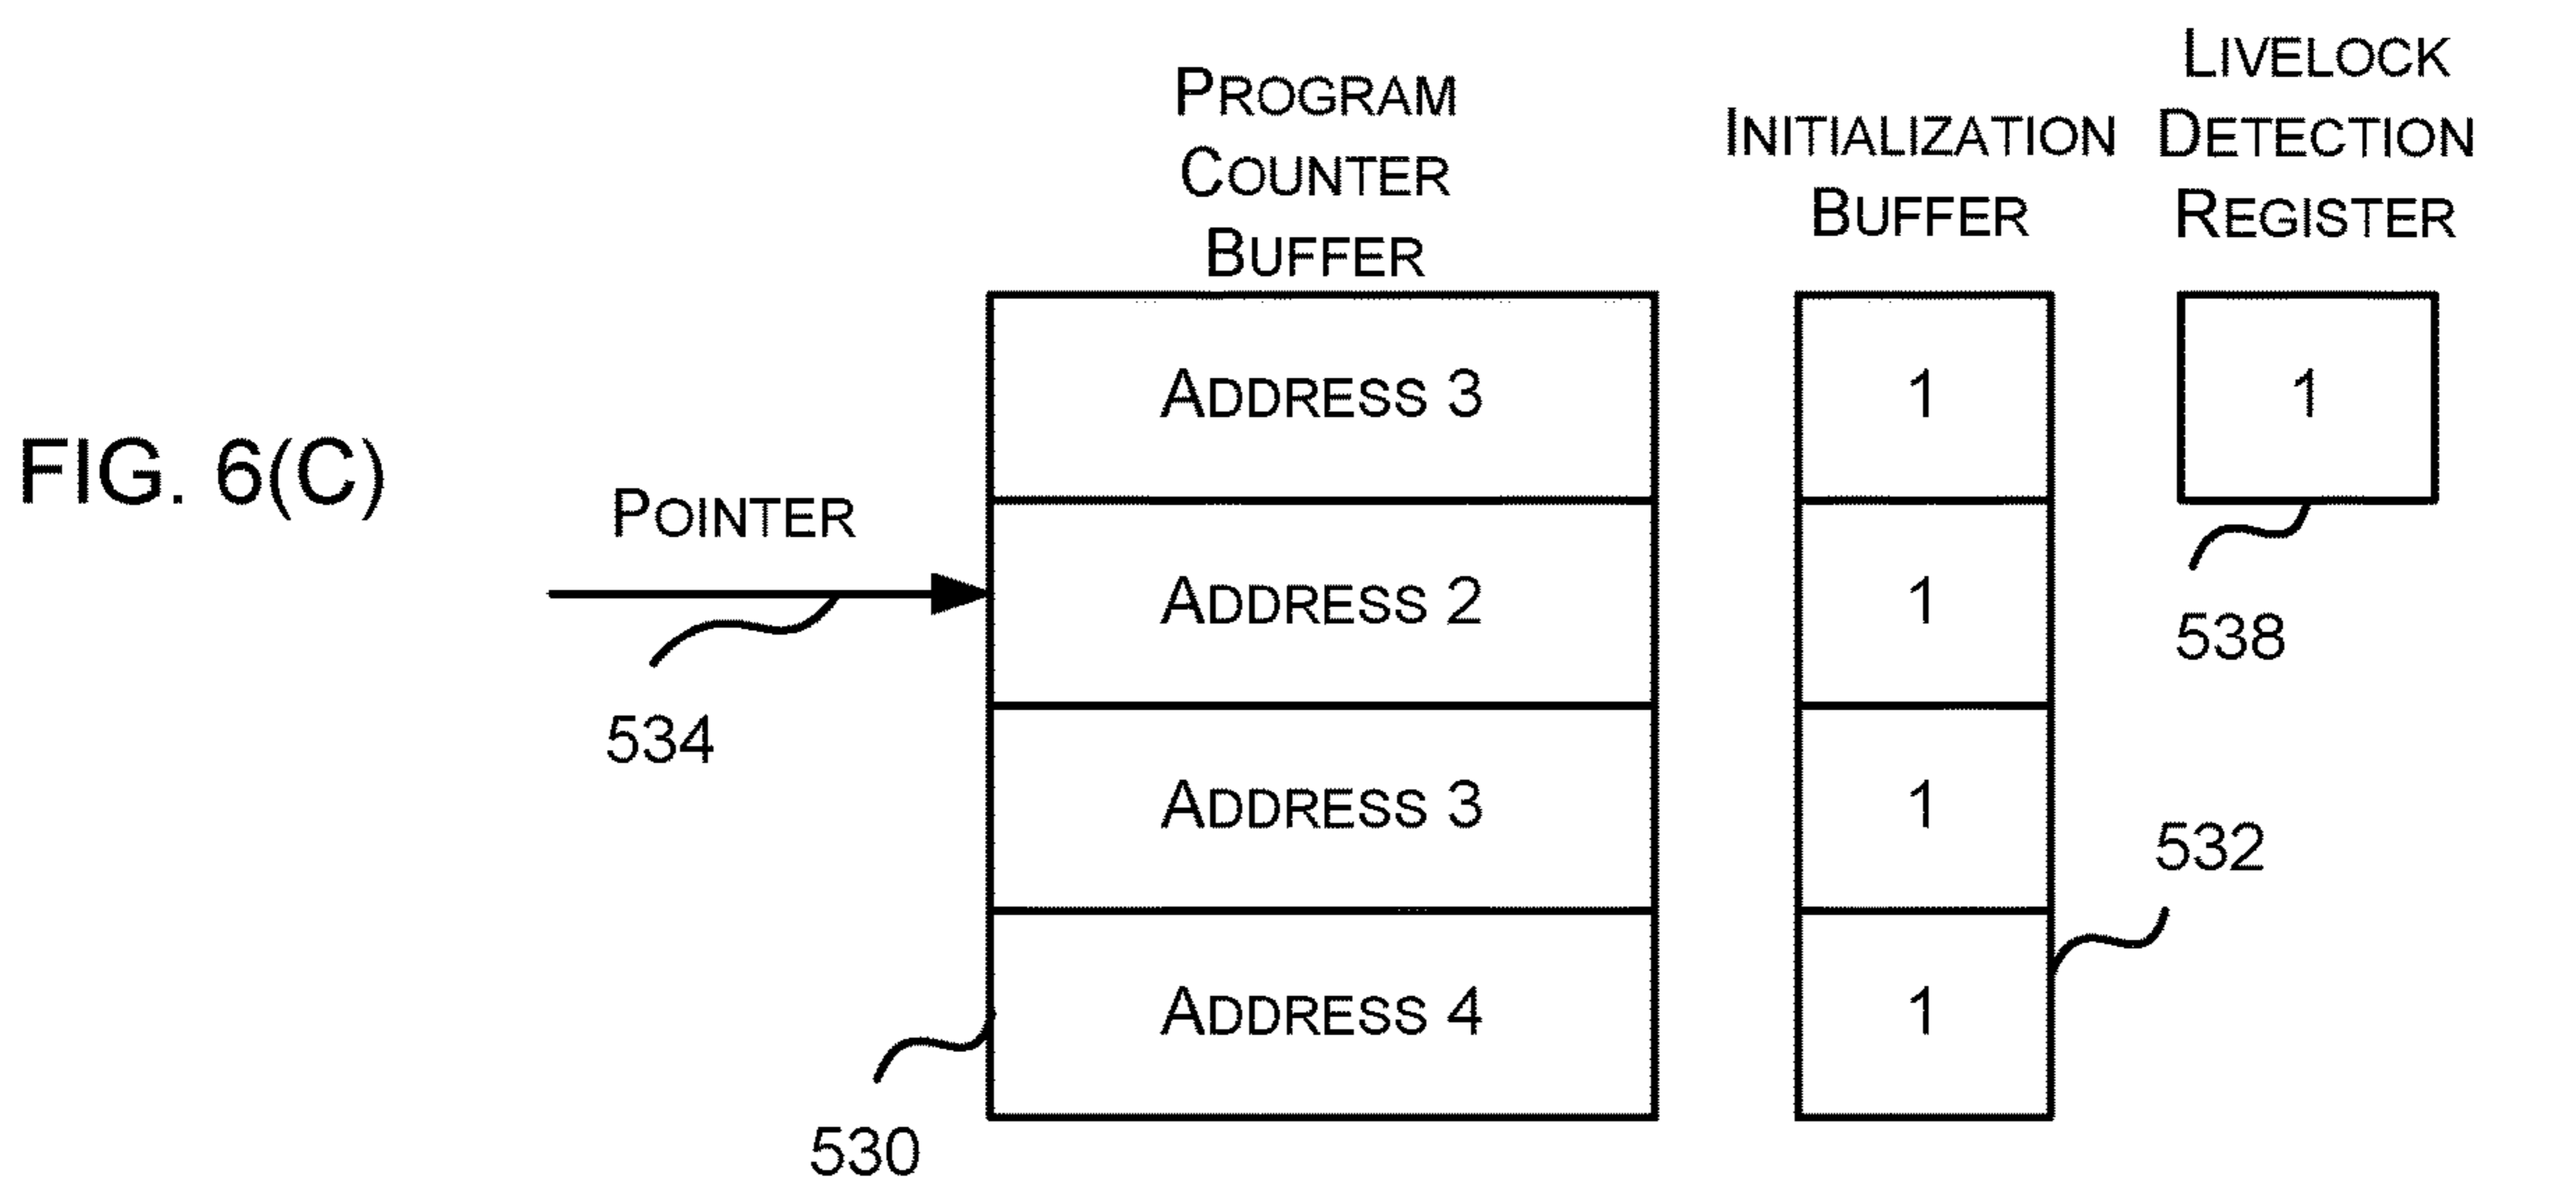 FIG. 6(C)
POINTER
534
PROGRAM
COUNTER
BUFFER
ADDRESS 3
ADDRESS 2
ADDRESS 3
ADDRESS 4
530
INITIALIZATION
BUFFER
1
1
1
1
532
LIVELOCK
DETECTION
REGISTER
1
538